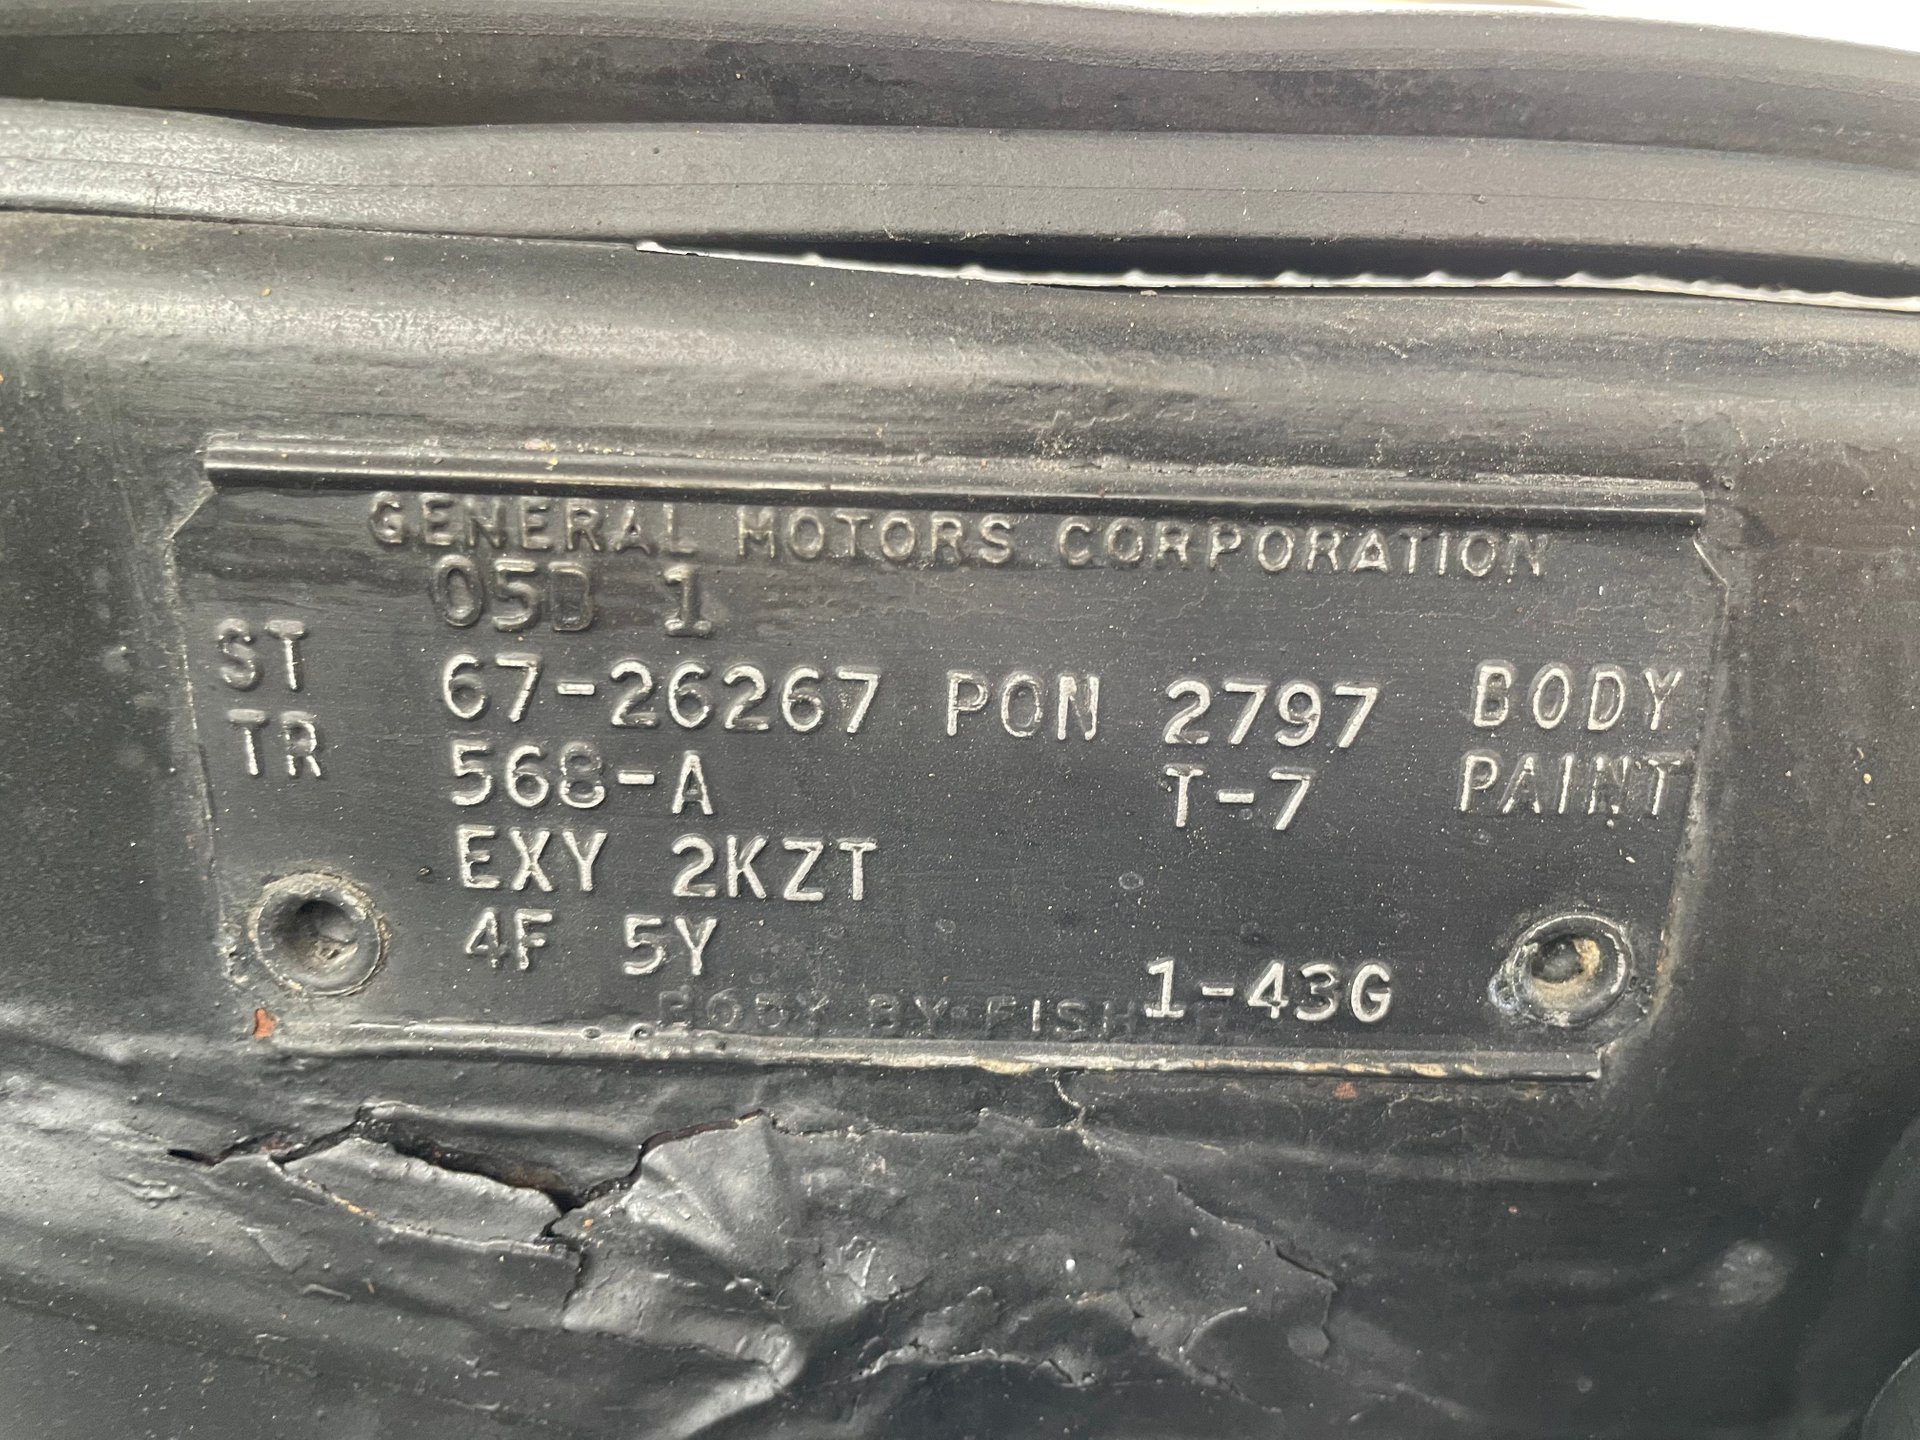 GENERAL MOTORS CORPORATION
05D 1
ST 67-26267 PON 2797 BODY
TR 568-A T-7 PAINT
EXY 2KZT
4F 5Y 1-43G
BODY BY FISHER